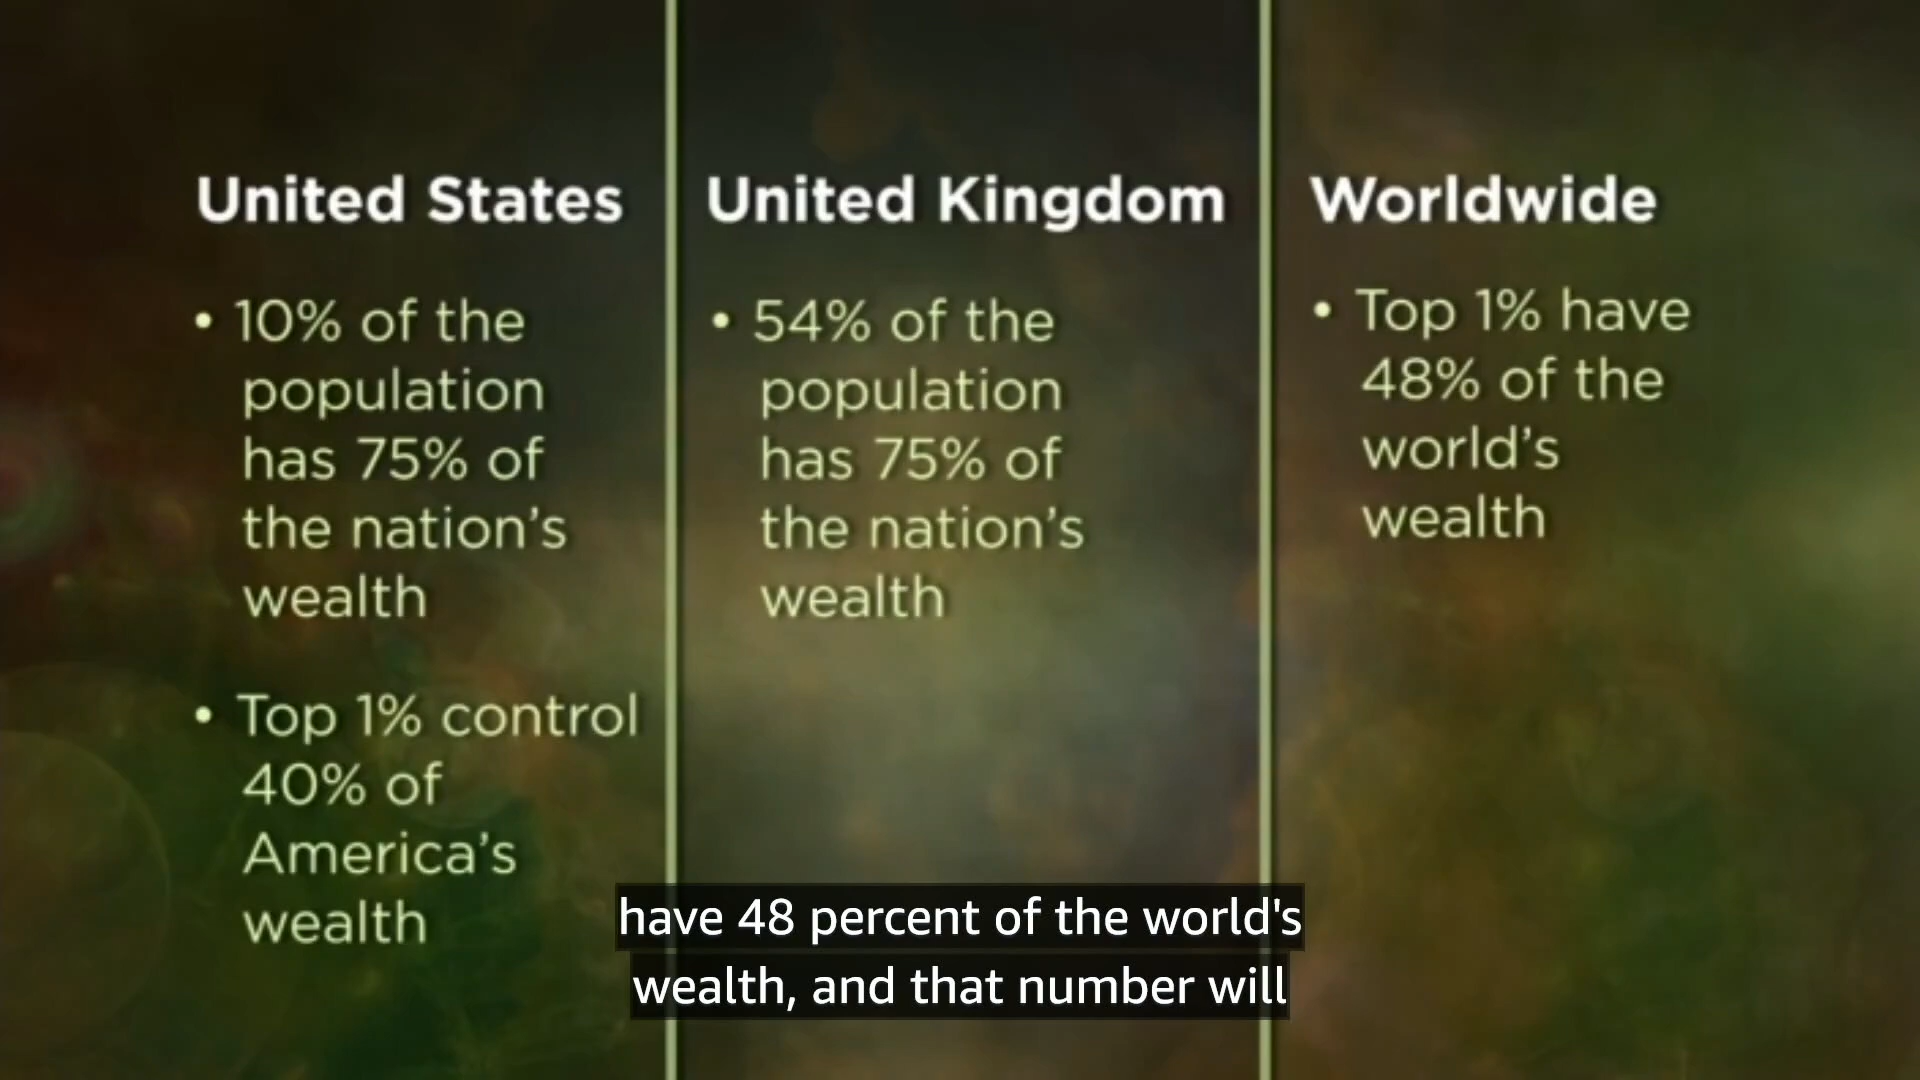 United States
• 10% of the
population
has 75% of
the nation’s
wealth
• Top 1% control
40% of
America’s
wealth
United Kingdom
• 54% of the
population
has 75% of
the nation’s
wealth
Worldwide
• Top 1% have
48% of the
world’s
wealth
have 48 percent of the world's
wealth, and that number will